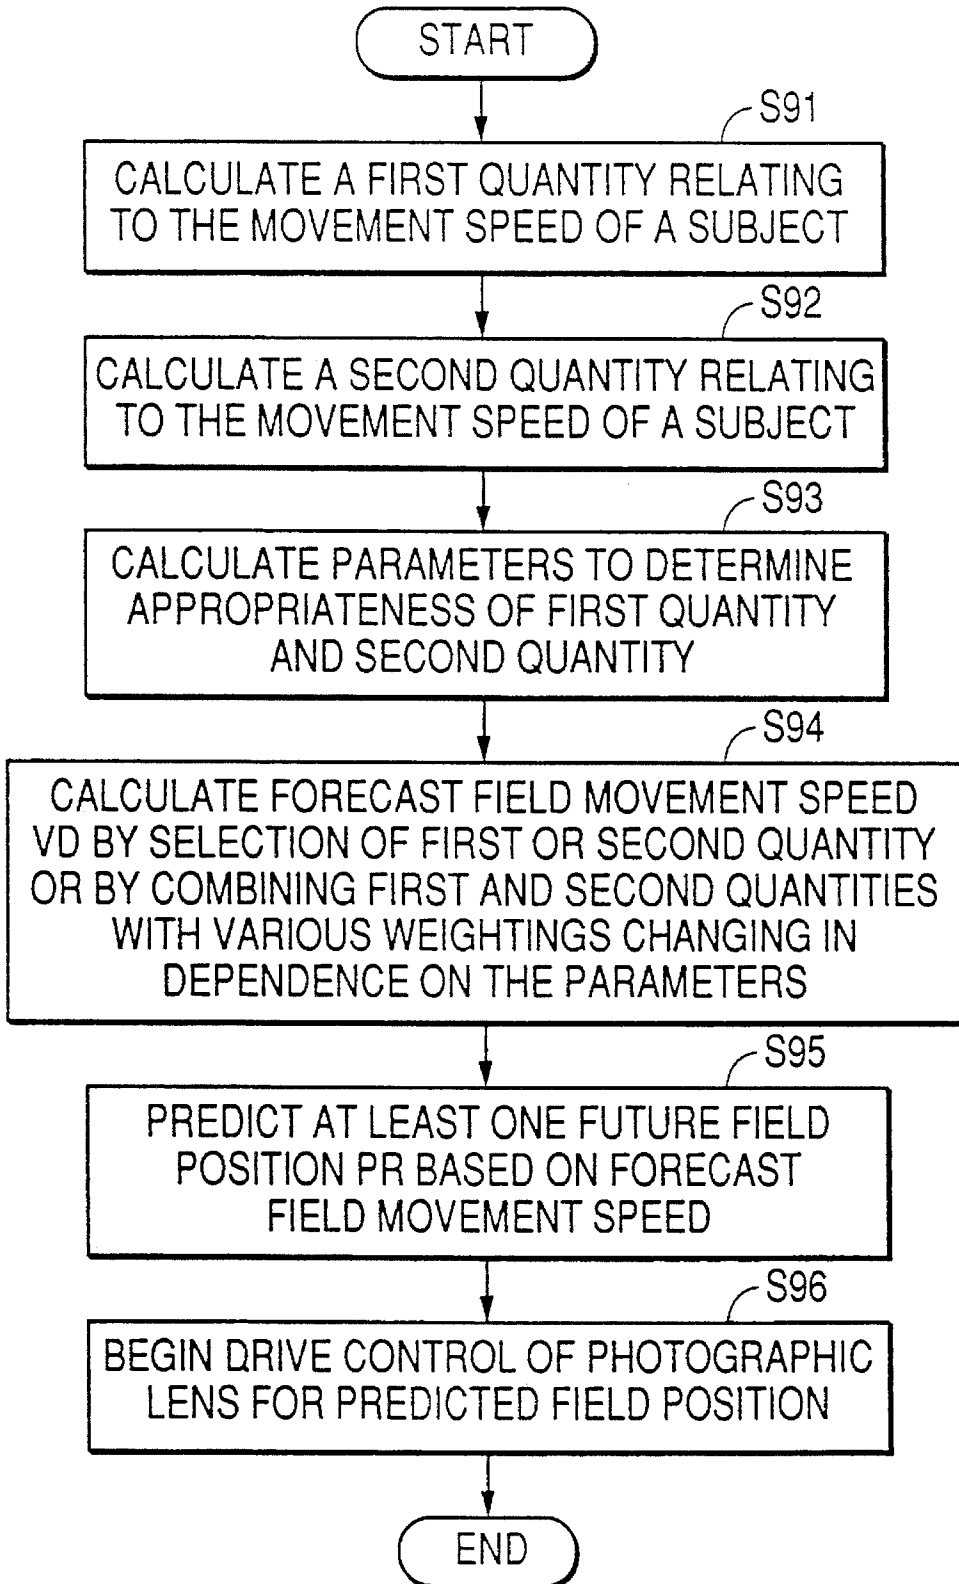 START
S91
CALCULATE A FIRST QUANTITY RELATING
TO THE MOVEMENT SPEED OF A SUBJECT
S92
CALCULATE A SECOND QUANTITY RELATING
TO THE MOVEMENT SPEED OF A SUBJECT
S93
CALCULATE PARAMETERS TO DETERMINE
APPROPRIATENESS OF FIRST QUANTITY
AND SECOND QUANTITY
S94
CALCULATE FORECAST FIELD MOVEMENT SPEED
VD BY SELECTION OF FIRST OR SECOND QUANTITY
OR BY COMBINING FIRST AND SECOND QUANTITIES
WITH VARIOUS WEIGHTINGS CHANGING IN
DEPENDENCE ON THE PARAMETERS
S95
PREDICT AT LEAST ONE FUTURE FIELD
POSITION PR BASED ON FORECAST
FIELD MOVEMENT SPEED
S96
BEGIN DRIVE CONTROL OF PHOTOGRAPHIC
LENS FOR PREDICTED FIELD POSITION
END